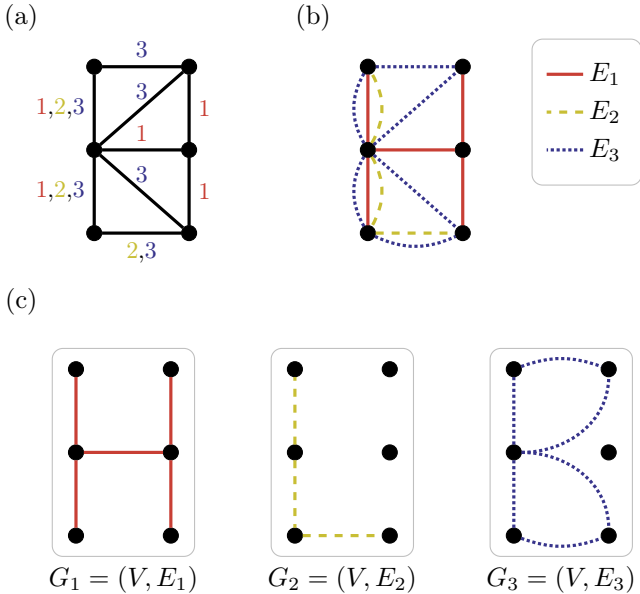 (a)
(b)
3
3
1,2,3
1
1
3
1,2,3
1
2,3
E₁
E₂
E₃
(c)
G₁ = (V, E₁)
G₂ = (V, E₂)
G₃ = (V, E₃)